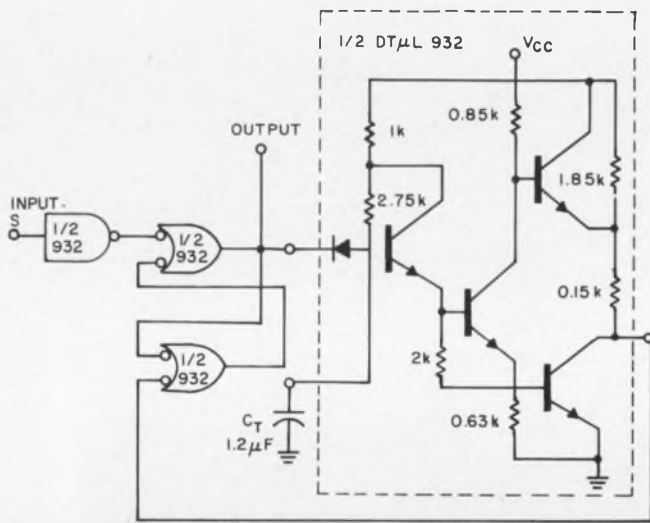 1/2 DTμL 932
VCC
0.85k
1k
OUTPUT
2.75k
1.85k
INPUT-
S
1/2
932
1/2
932
0.15k
1/2
932
2k
CT
1.2μF
0.63k